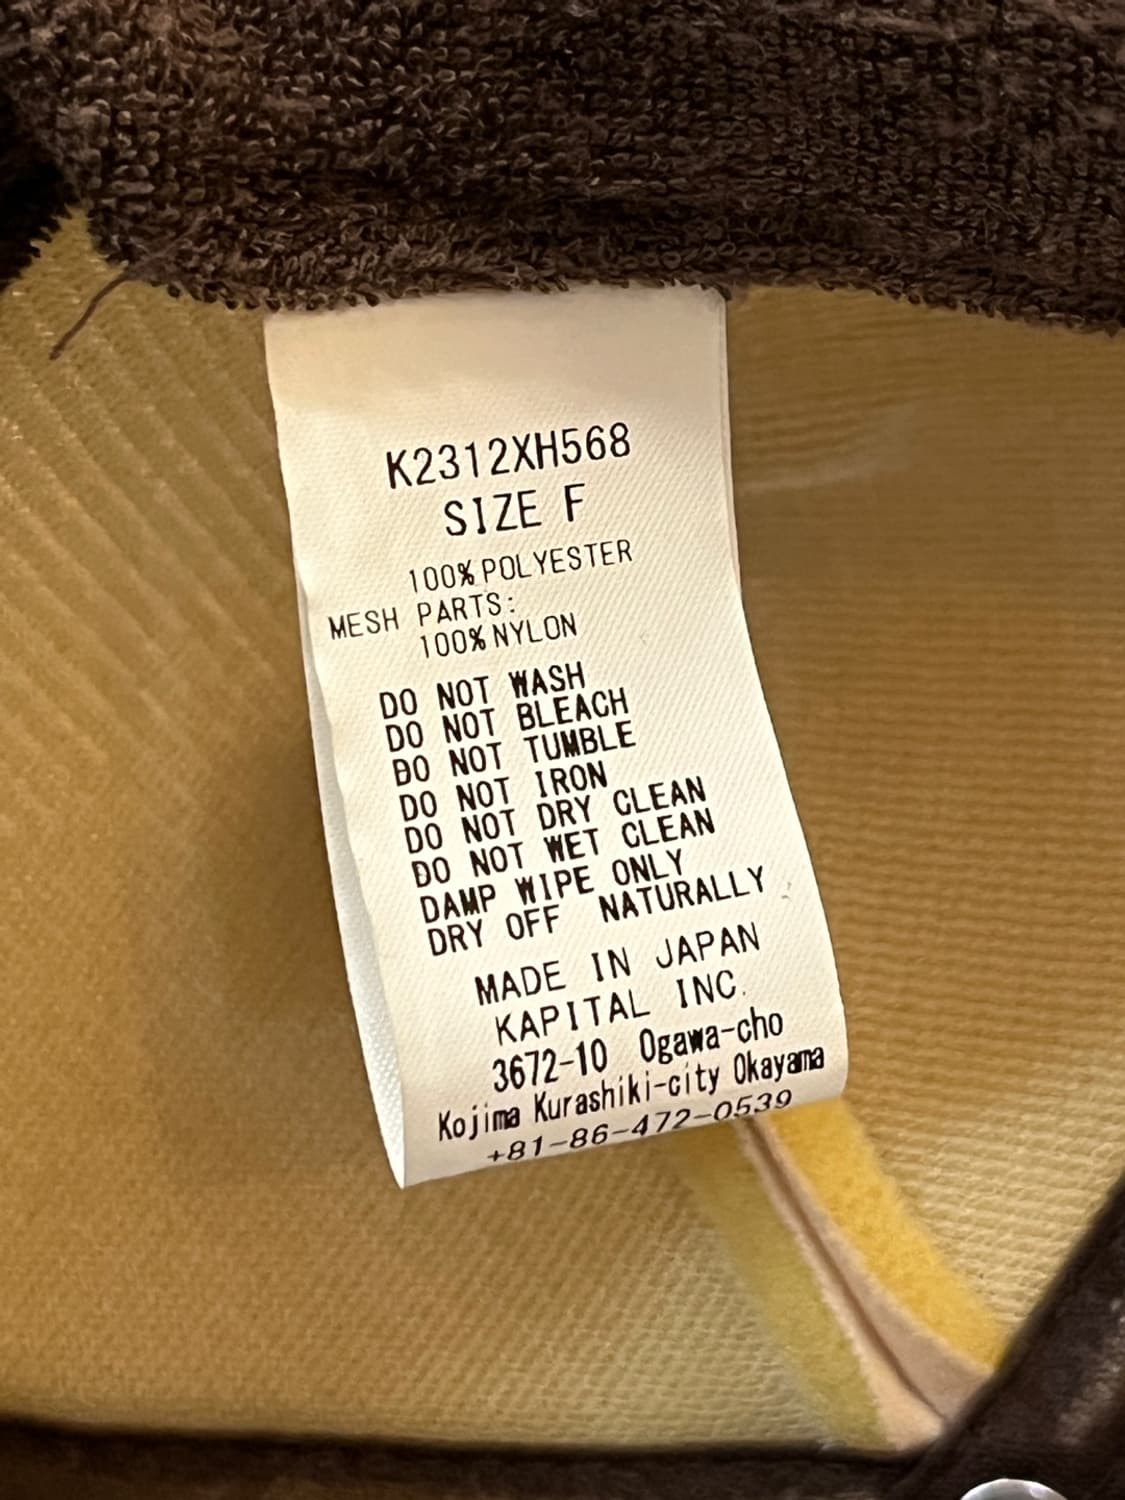 K2312XH568
SIZE F
100% POLYESTER
MESH PARTS:
100% NYLON
DO NOT WASH
DO NOT BLEACH
DO NOT TUMBLE
DO NOT IRON
DO NOT DRY CLEAN
DO NOT WET CLEAN
DAMP WIPE ONLY
DRY OFF NATURALLY
MADE IN JAPAN
KAPITAL INC.
3672-10 Ogawa-cho
Kojima Kurashiki-city Okayama
+81-86-472-0539